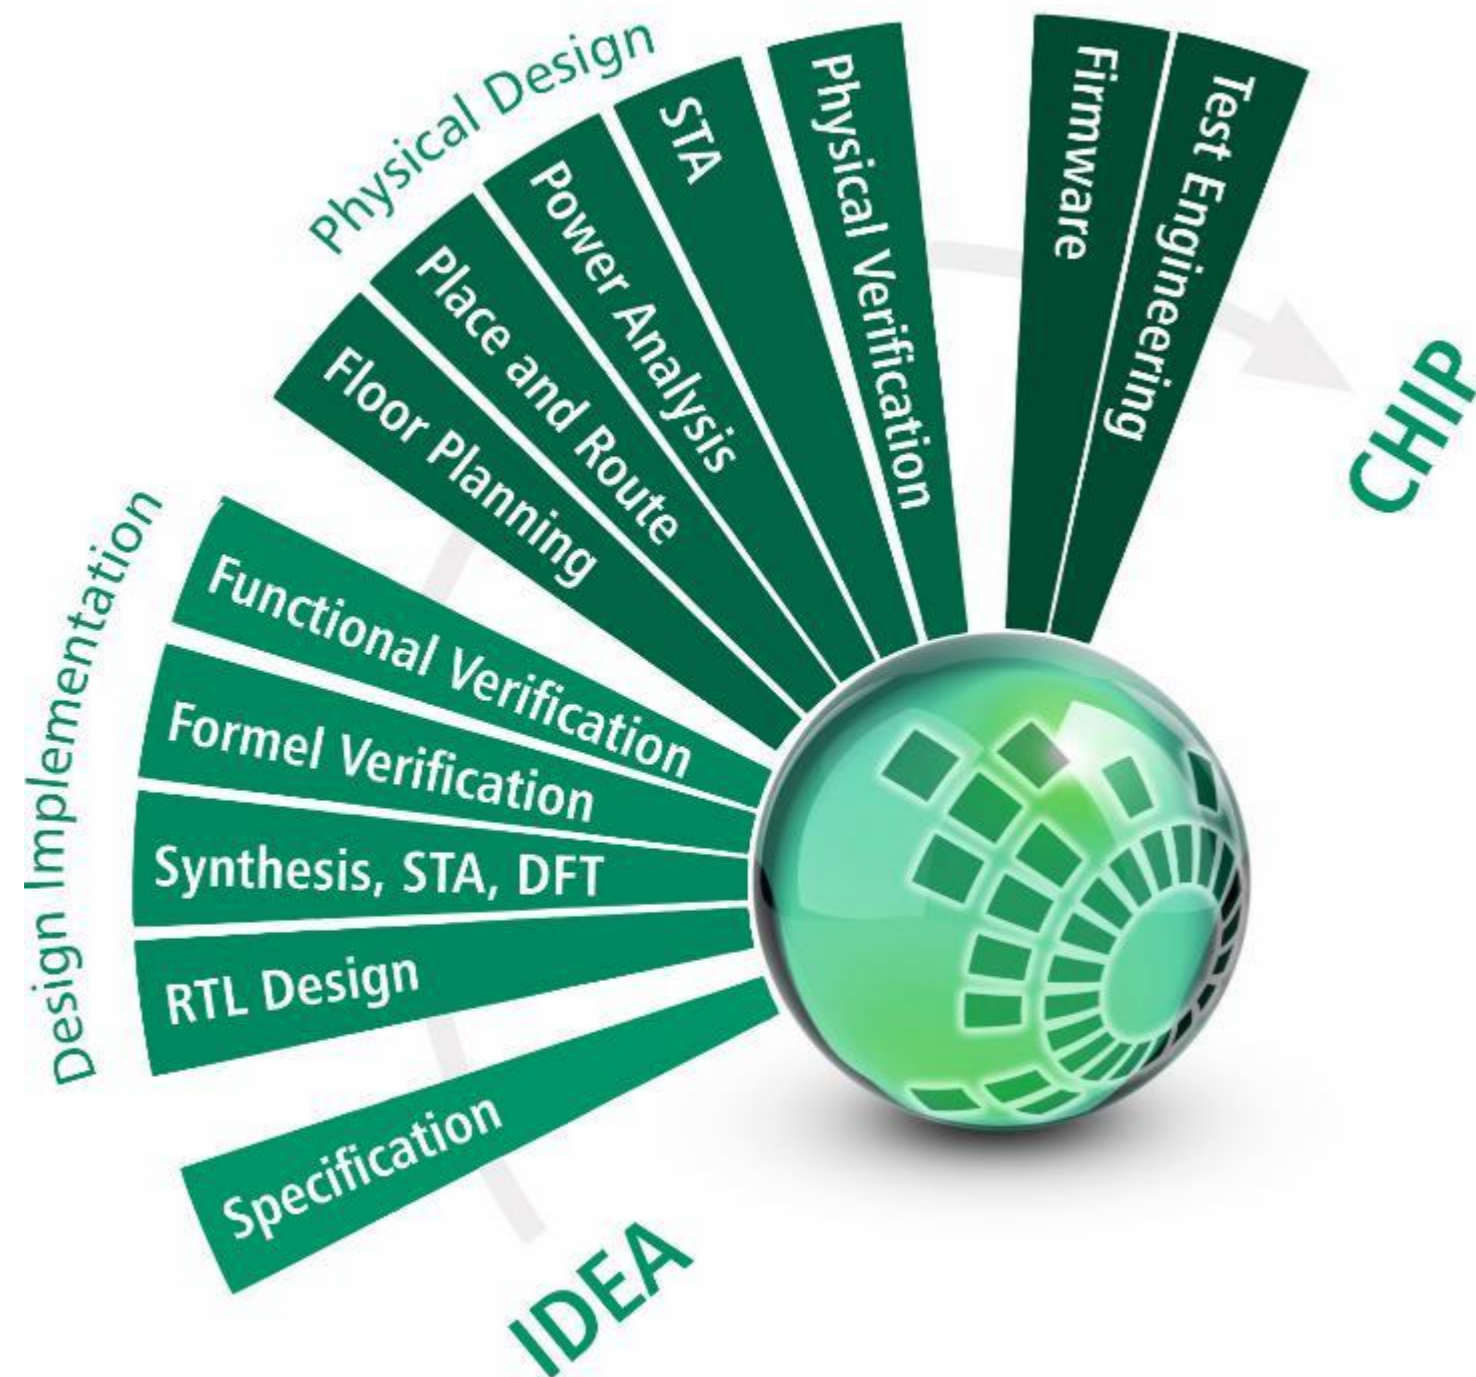 IDEA
Specification
Design Implementation
RTL Design
Synthesis, STA, DFT
Formel Verification
Functional Verification
Physical Design
Floor Planning
Place and Route
Power Analysis
STA
Physical Verification
Firmware
Test Engineering
CHIP